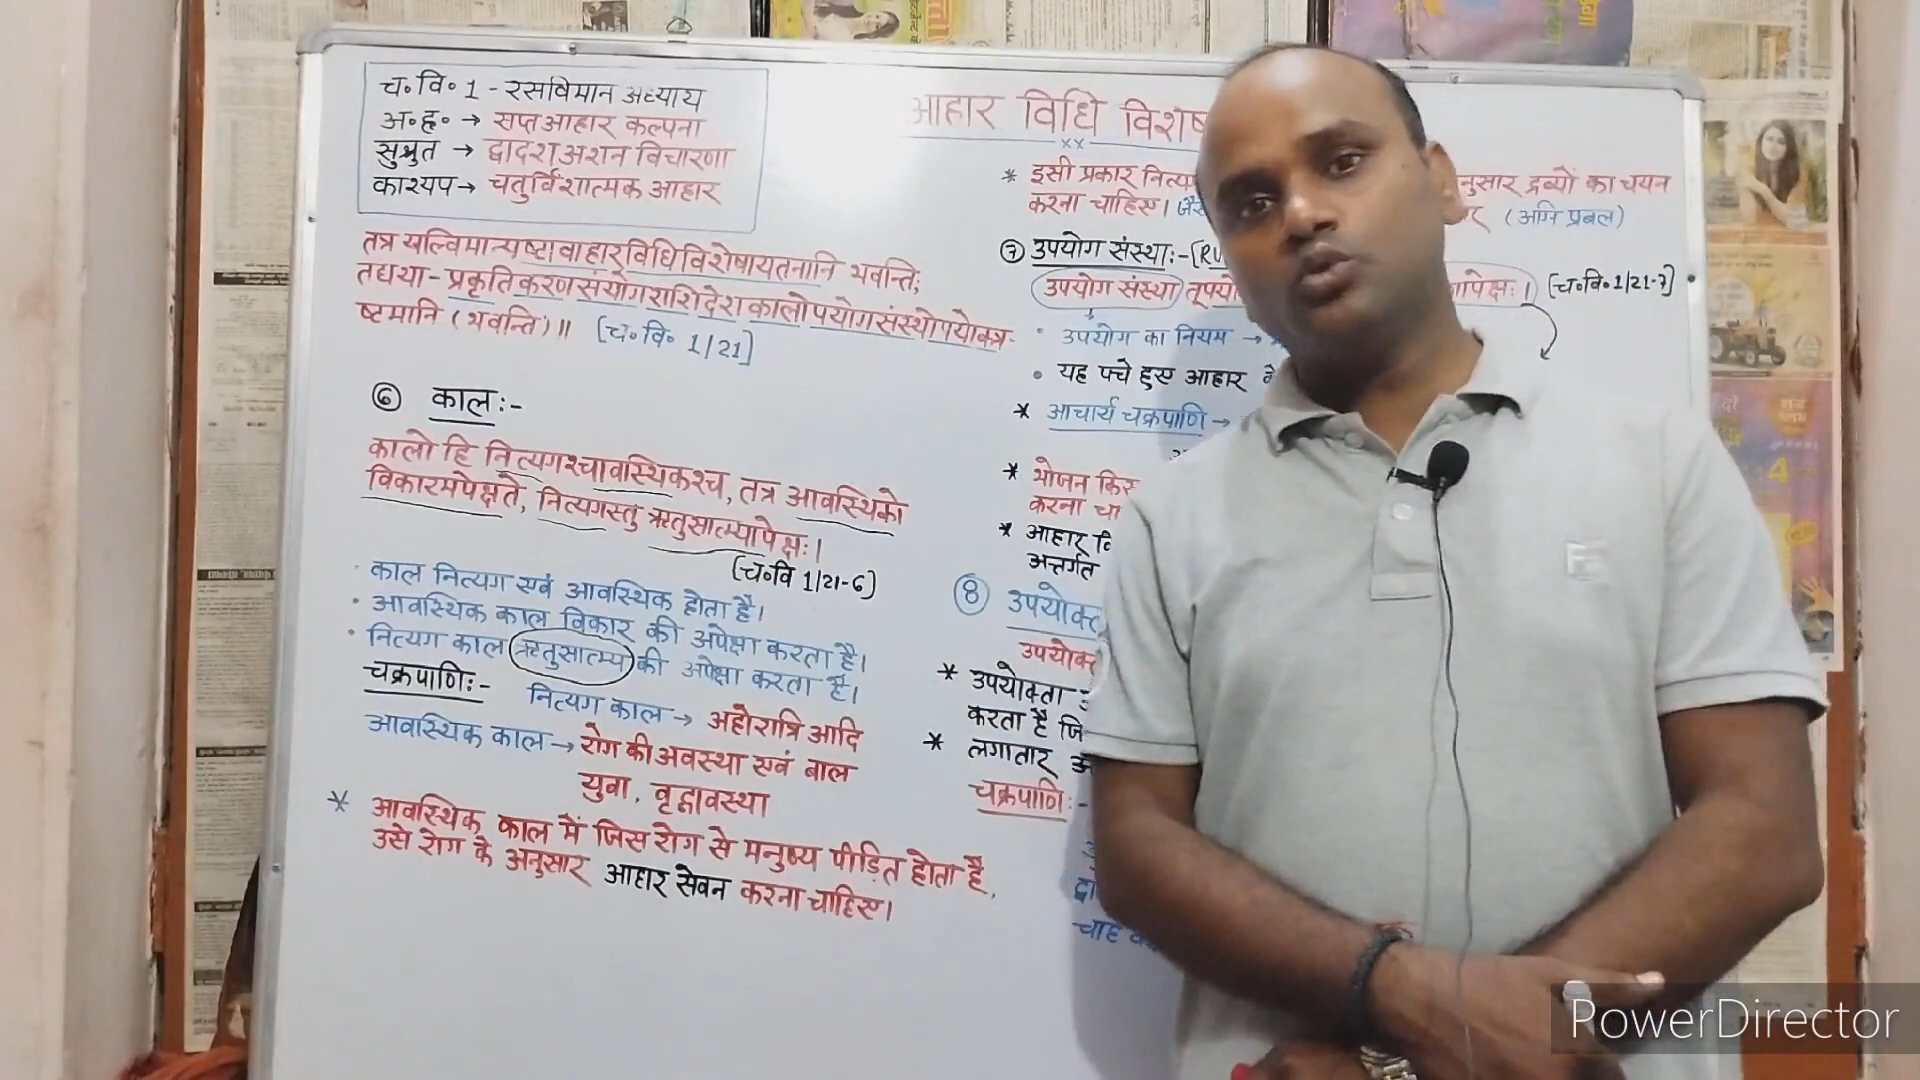 च॰वि॰ 1 - रसविमान अध्याय
अ॰हृ॰ → सप्त आहार कल्पना
सुश्रुत → द्वादश अशन विचारणा
काश्यप → चतुर्विंशात्मक आहार
तत्र खल्विमान्यष्टावाहारविधिविशेषायतनानि भवन्ति;
तद्यथा - प्रकृतिकरणसंयोगराशिदेशकालोपयोगसंस्थोपयोक्त्र-
ष्टमानि (भवन्ति)॥ [च॰वि॰ 1/21]
⑥ काल:-
कालो हि नित्यगश्चावस्थिकश्च, तत्र आवस्थिको
विकारमपेक्षते, नित्यगस्तु ऋतुसात्म्यापेक्षः।
[च॰वि 1/21-6]
· काल नित्यग एवं आवस्थिक होता है।
· आवस्थिक काल विकार की अपेक्षा करता है।
· नित्यग काल ऋतुसात्म्य की अपेक्षा करता है।
चक्रपाणि:-
नित्यग काल → अहोरात्रि आदि
आवस्थिक काल → रोग की अवस्था एवं बाल
युवा, वृद्धावस्था
* आवस्थिक काल में जिस रोग से मनुष्य पीड़ित होता है,
उसे रोग के अनुसार आहार सेवन करना चाहिए।
आहार विधि विशेष
* इसी प्रकार नित्य नुसार द्रव्यों का चयन
करना चाहिए। जैसे (अग्नि प्रबल)
⑦ उपयोग संस्था:- [RU
उपयोग संस्था तूपयो ापेक्षः। [च॰वि॰1/21-7]
· उपयोग का नियम →
· यह पचे हुए आहार
* आचार्य चक्रपाणि →
* भोजन किस
करना चा
* आहार वि
अन्तर्गत
⑧ उपयोक्त
उपयोक्त
* उपयोक्ता
करता है जि
* लगातार अ
चक्रपाणि:-
द्वा
चाह
PowerDirector